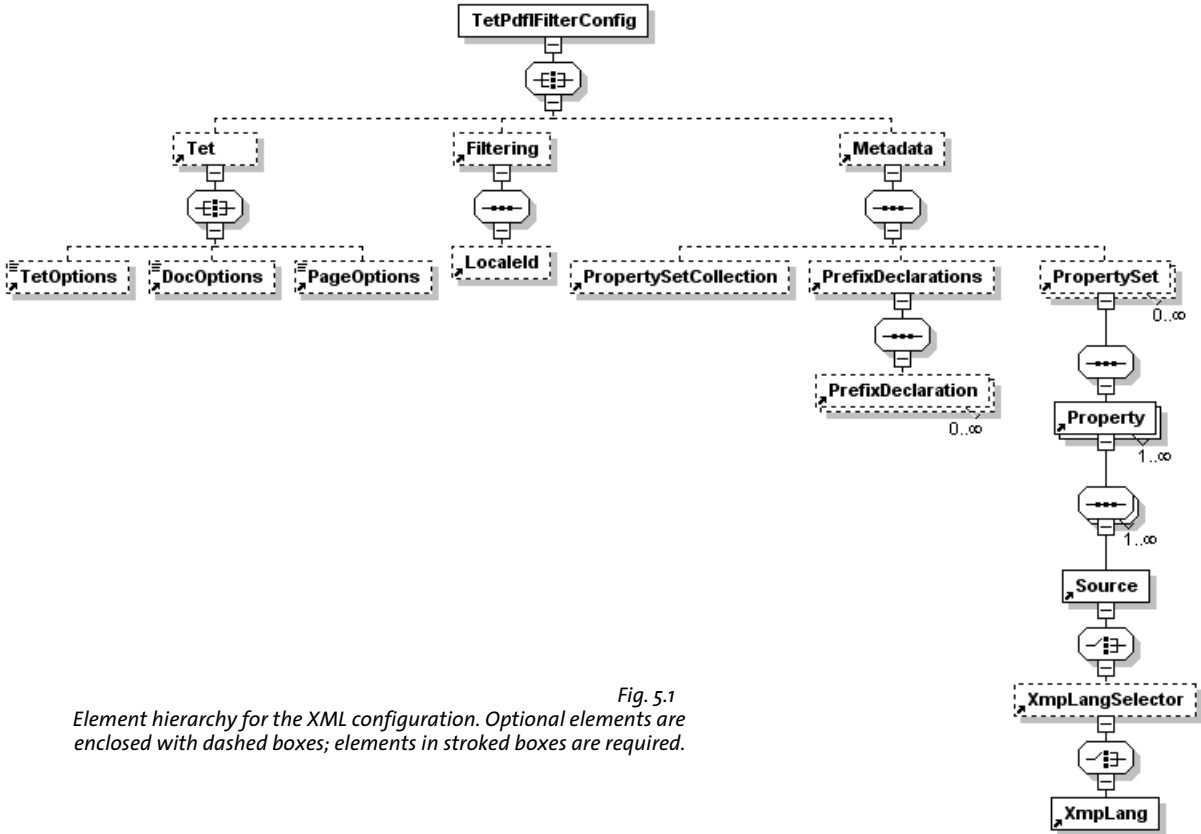 TetPdfIFilterConfig
Tet
Filtering
Metadata
TetOptions
DocOptions
PageOptions
LocaleId
PropertySetCollection
PrefixDeclarations
PropertySet
0..∞
PrefixDeclaration
0..∞
Property
1..∞
1..∞
Source
XmpLangSelector
XmpLang
Fig. 5.1
Element hierarchy for the XML configuration. Optional elements are
enclosed with dashed boxes; elements in stroked boxes are required.